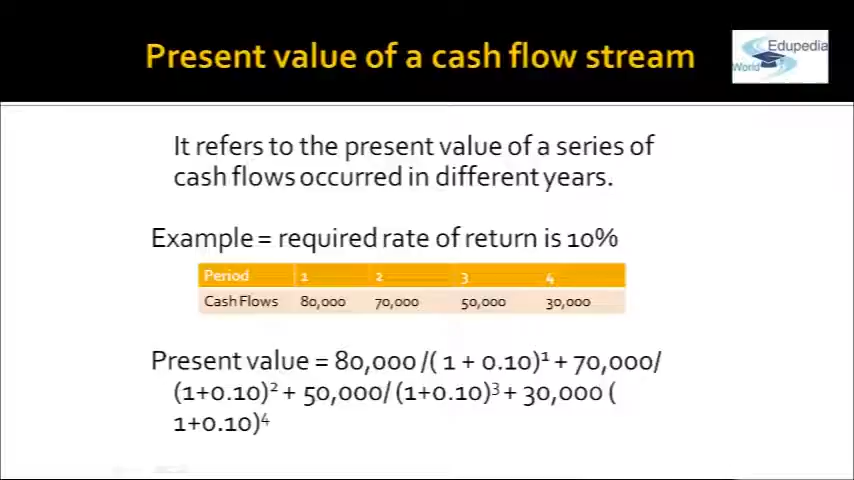 Present value of a cash flow stream
Edupedia
World
It refers to the present value of a series of
cash flows occurred in different years.
Example = required rate of return is 10%
Period 1 2 3 4
Cash Flows 80,000 70,000 50,000 30,000
Present value = 80,000 /( 1 + 0.10)¹ + 70,000/
(1+0.10)² + 50,000/ (1+0.10)³ + 30,000 (
1+0.10)⁴